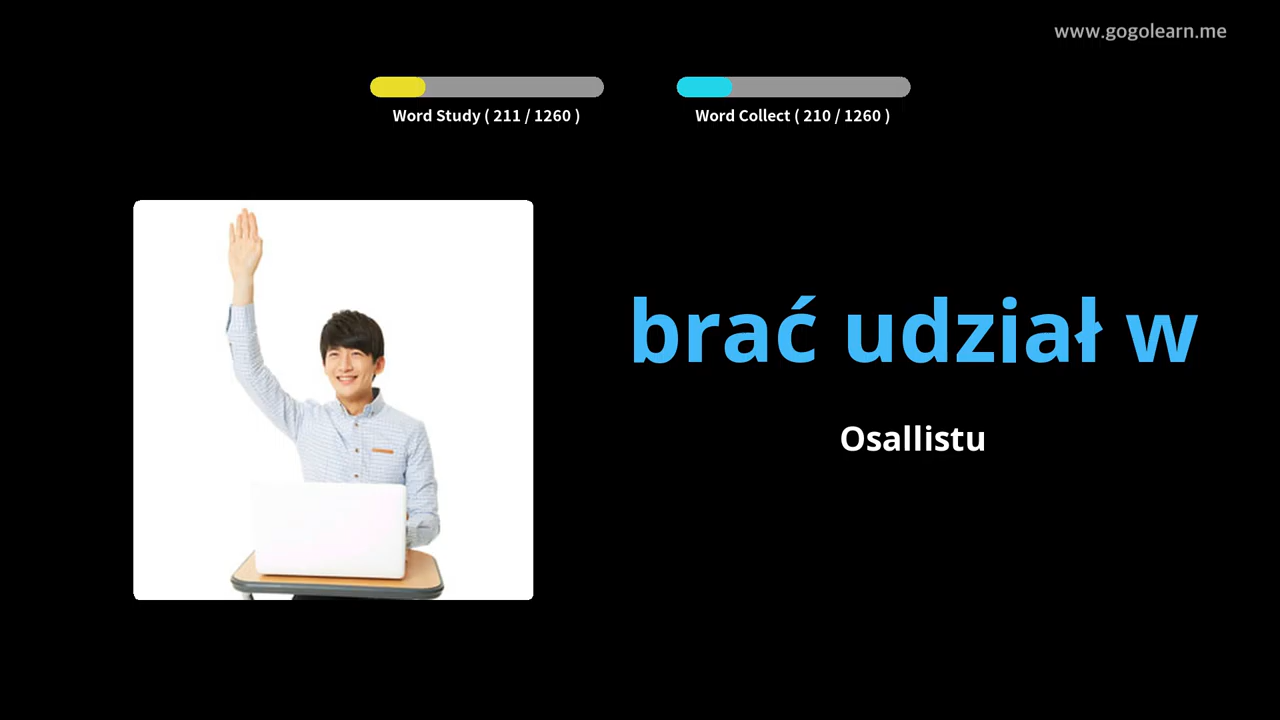 www.gogolearn.me
Word Study ( 211 / 1260 )
Word Collect ( 210 / 1260 )
brać udział w
Osallistu